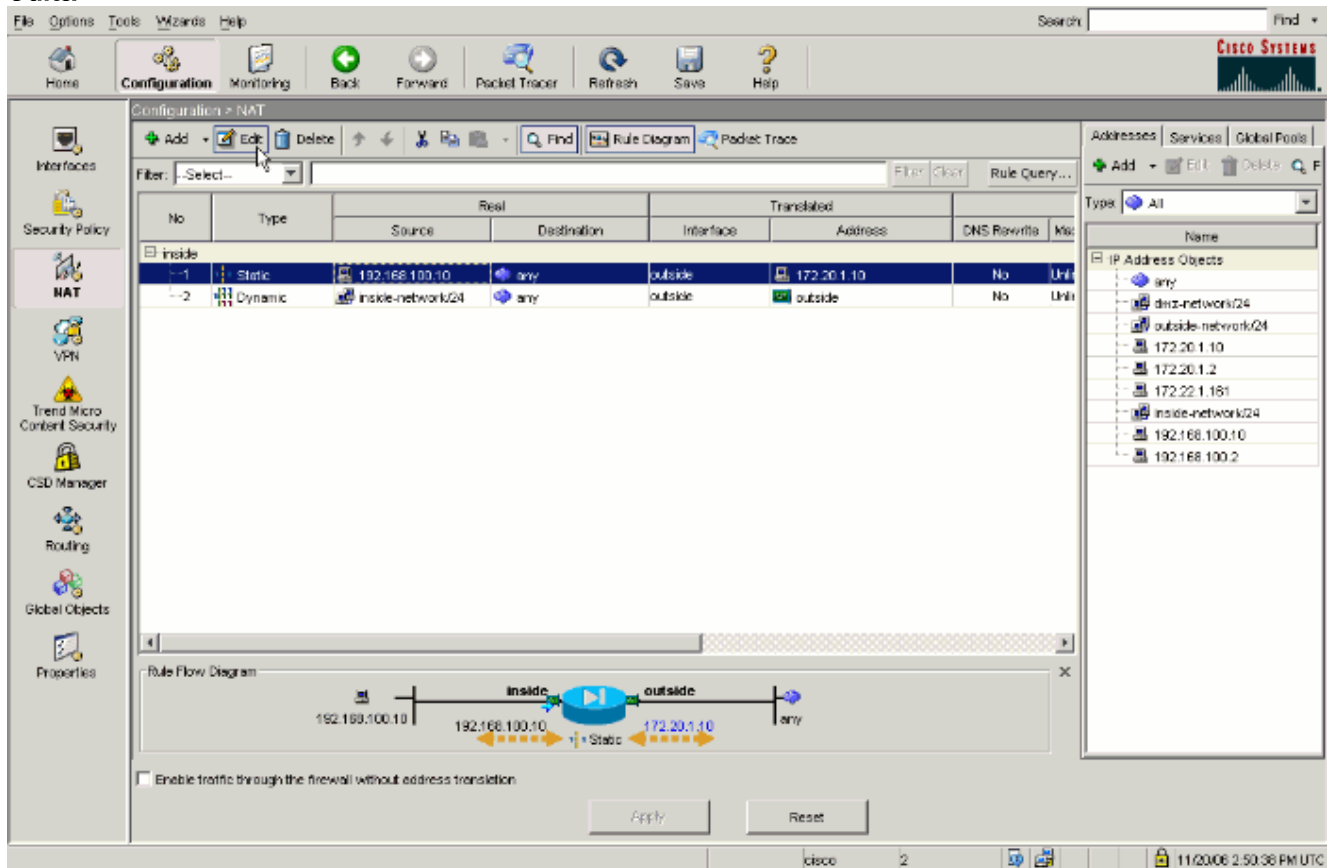 File Options Tools Wizards Help Search: Find
Home Configuration Monitoring Back Forward Packet Tracer Refresh Save Help
CISCO SYSTEMS
Configuration > NAT
Add Edit Delete Find Rule Diagram Packet Trace
Filter: --Select-- Filter Clear Rule Query...
No Type Real Translated
Source Destination Interface Address DNS Rewrite
inside
1 Static 192.168.100.10 any outside 172.20.1.10 No
2 Dynamic inside-network/24 any outside outside No
Interfaces
Security Policy
NAT
VPN
Trend Micro
Content Security
CSD Manager
Routing
Global Objects
Properties
Addresses Services Global Pools
Add Edit Delete F
Type: All
Name
IP Address Objects
any
dmz-network/24
outside-network/24
172.20.1.10
172.20.1.2
172.22.1.161
inside-network/24
192.168.100.10
192.168.100.2
Rule Flow Diagram
inside outside
192.168.100.10 192.168.100.10 172.20.1.10 any
Static
Enable traffic through the firewall without address translation
Apply Reset
cisco 2 11/20/06 2:50:36 PM UTC